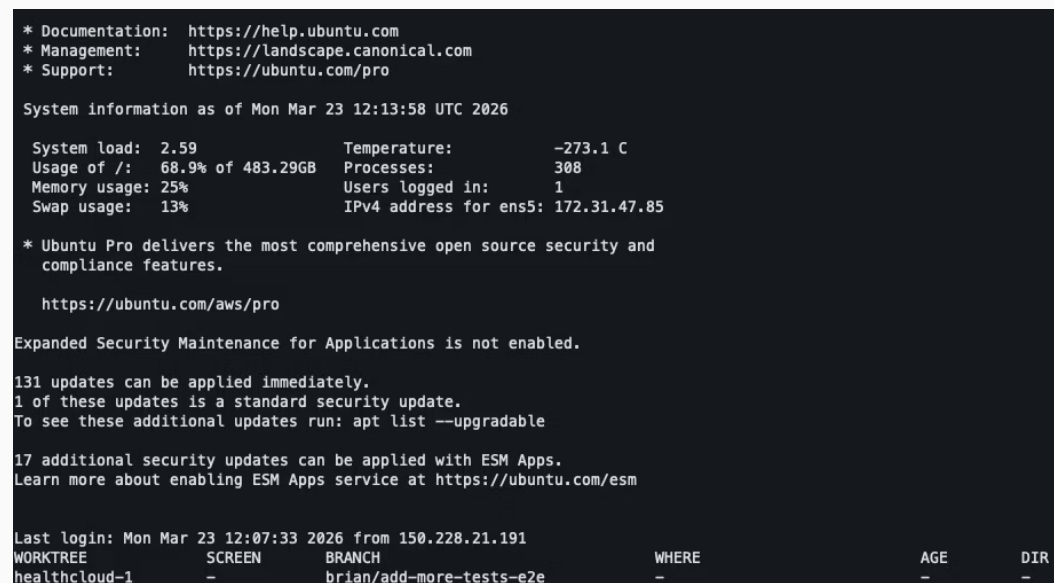 * Documentation:  https://help.ubuntu.com
* Management:     https://landscape.canonical.com
* Support:        https://ubuntu.com/pro
System information as of Mon Mar 23 12:13:58 UTC 2026
System load:  2.59               Temperature:           -273.1 C
Usage of /:   68.9% of 483.29GB   Processes:             308
Memory usage: 25%                Users logged in:       1
Swap usage:   13%                IPv4 address for ens5: 172.31.47.85
* Ubuntu Pro delivers the most comprehensive open source security and
compliance features.
https://ubuntu.com/aws/pro
Expanded Security Maintenance for Applications is not enabled.
131 updates can be applied immediately.
1 of these updates is a standard security update.
To see these additional updates run: apt list --upgradable
17 additional security updates can be applied with ESM Apps.
Learn more about enabling ESM Apps service at https://ubuntu.com/esm
Last login: Mon Mar 23 12:07:33 2026 from 150.228.21.191
WORKTREE            SCREEN      BRANCH                            WHERE                      AGE       DIR
healthcloud-1       -           brian/add-more-tests-e2e          -                          -         -